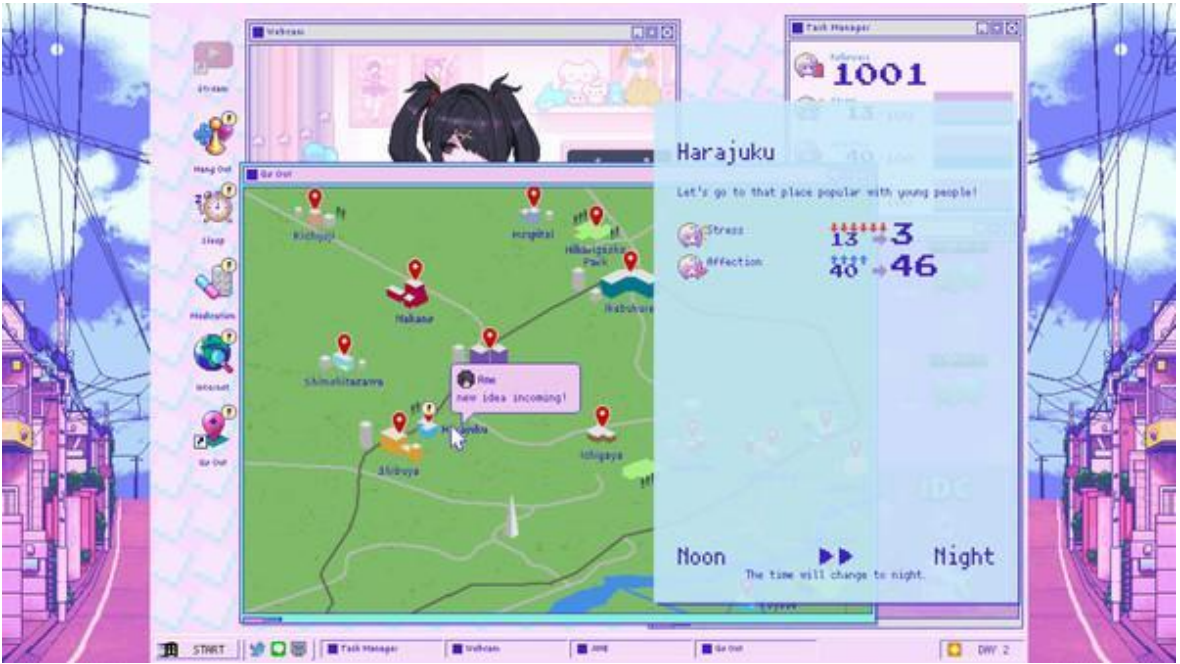 Webcam
Task Manager
Followers
1001
Stream
Hang Out
Sleep
Medication
Internet
Go Out
Go Out
Kichijoji
Hospital
Park
Nakano
Shimokitazawa
Ame
new idea incoming!
Harajuku
Shibuya
Ichigaya
Harajuku
Let's go to that place popular with young people!
Stress
13 3
Affection
40 46
Noon
Night
The time will change to night.
START
Task Manager
Webcam
AME
Go Out
DAY 2